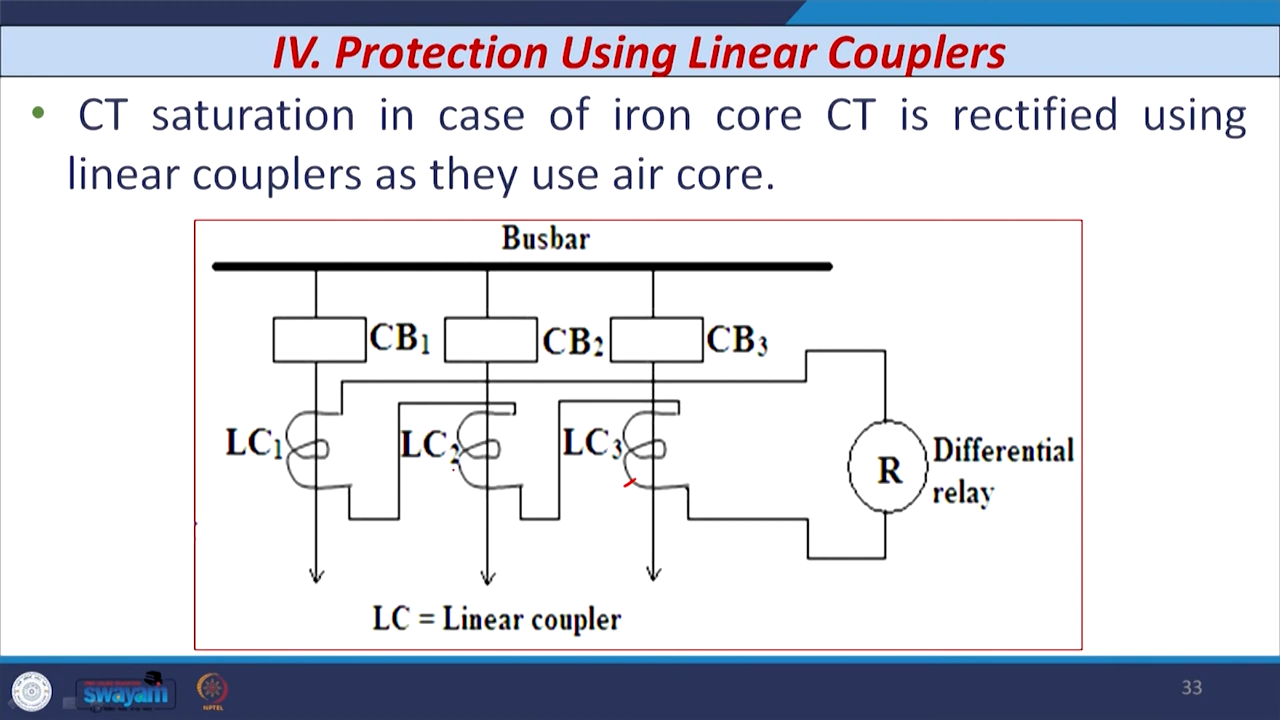 IV. Protection Using Linear Couplers
• CT saturation in case of iron core CT is rectified using
linear couplers as they use air core.
Busbar
CB₁ CB₂ CB₃
LC₁ LC₂ LC₃ R Differential
relay
LC = Linear coupler
swayam NPTEL 33